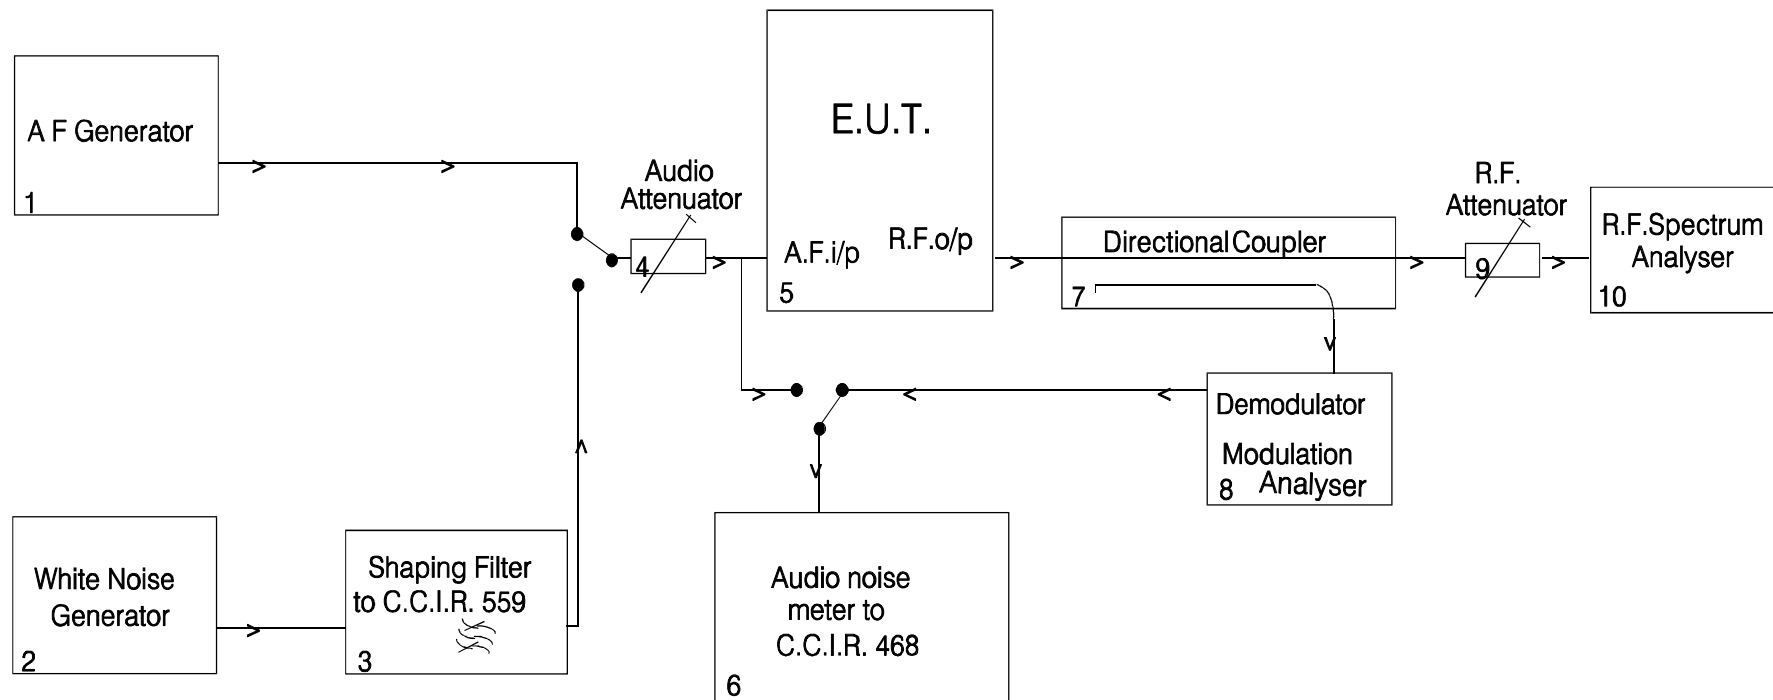 A F Generator
1
Audio
Attenuator
4
E.U.T.
A.F.i/p
R.F.o/p
5
Directional Coupler
7
R.F.
Attenuator
9
R.F.Spectrum
Analyser
10
Demodulator
Modulation
Analyser
8
White Noise
Generator
2
Shaping Filter
to C.C.I.R. 559
3
Audio noise
meter to
C.C.I.R. 468
6